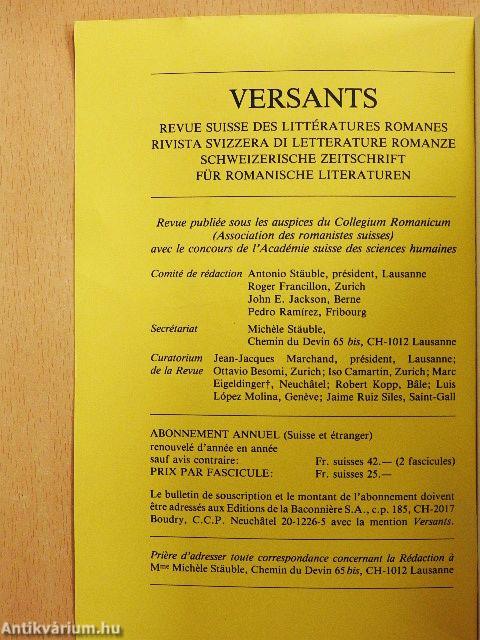 VERSANTS
REVUE SUISSE DES LITTÉRATURES ROMANES
RIVISTA SVIZZERA DI LETTERATURE ROMANZE
SCHWEIZERISCHE ZEITSCHRIFT
FÜR ROMANISCHE LITERATUREN
Revue publiée sous les auspices du Collegium Romanicum
(Association des romanistes suisses)
avec le concours de l'Académie suisse des sciences humaines
Comité de rédaction Antonio Stäuble, président, Lausanne
Roger Francillon, Zurich
John E. Jackson, Berne
Pedro Ramírez, Fribourg
Secrétariat Michèle Stäuble,
Chemin du Devin 65 bis, CH-1012 Lausanne
Curatorium Jean-Jacques Marchand, président, Lausanne;
de la Revue Ottavio Besomi, Zurich; Iso Camartin, Zurich; Marc
Eigeldinger†, Neuchâtel; Robert Kopp, Bâle; Luis
López Molina, Genève; Jaime Ruiz Siles, Saint-Gall
ABONNEMENT ANNUEL (Suisse et étranger)
renouvelé d'année en année
sauf avis contraire: Fr. suisses 42.— (2 fascicules)
PRIX PAR FASCICULE: Fr. suisses 25.—
Le bulletin de souscription et le montant de l'abonnement doivent
être adressés aux Editions de la Baconnière S.A., c.p. 185, CH-2017
Boudry, C.C.P. Neuchâtel 20-1226-5 avec la mention Versants.
Prière d'adresser toute correspondance concernant la Rédaction à
Mme Michèle Stäuble, Chemin du Devin 65 bis, CH-1012 Lausanne
Antikvárium.hu